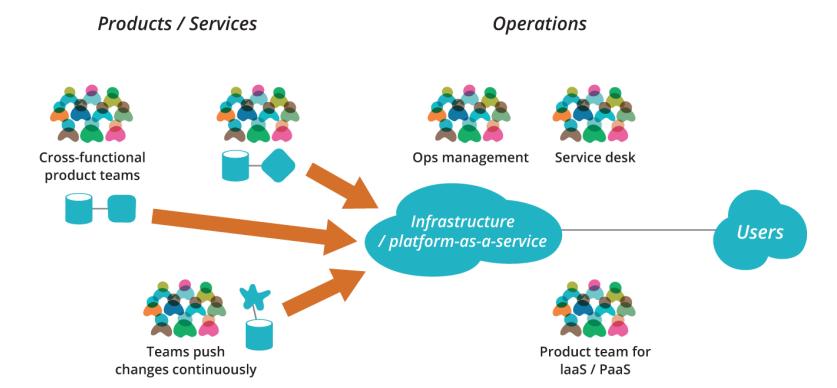 Products / Services
Operations
Cross-functional
product teams
Ops management
Service desk
Infrastructure
/ platform-as-a-service
Users
Teams push
changes continuously
Product team for
IaaS / PaaS